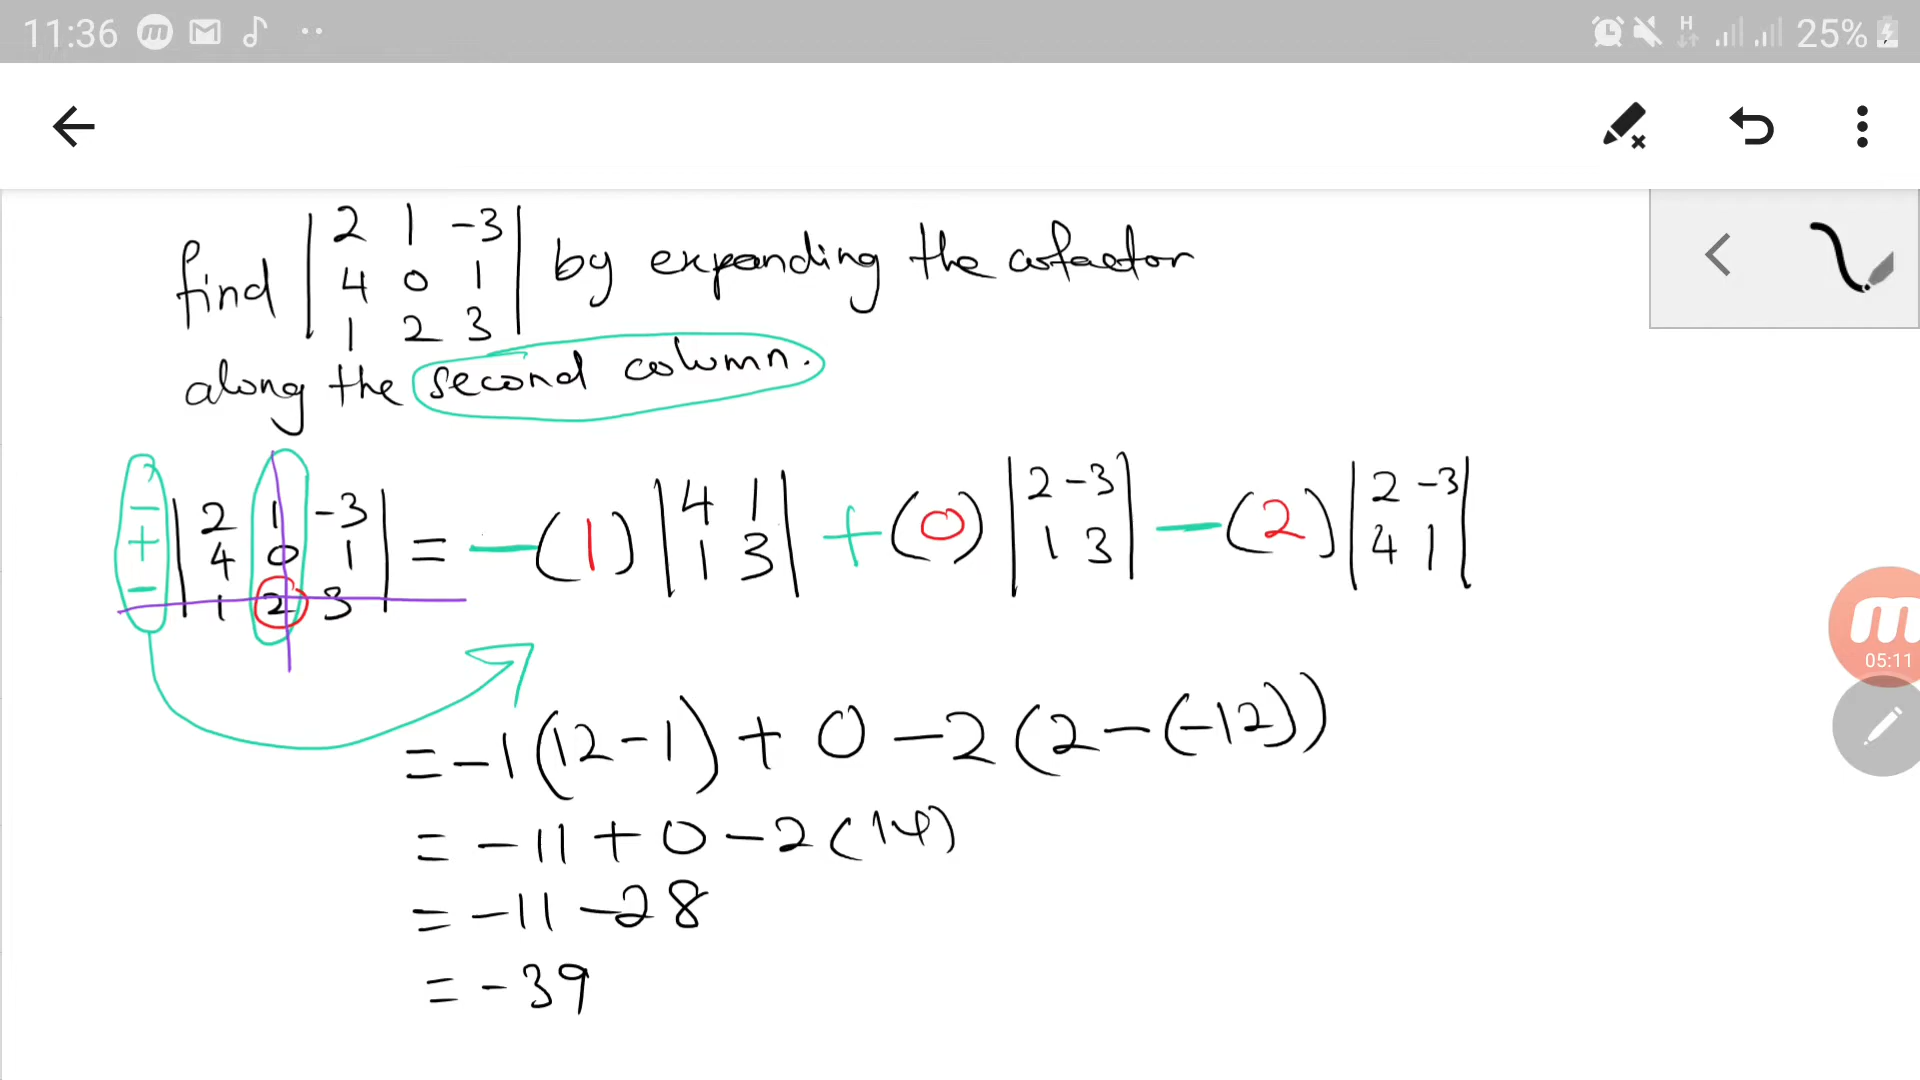 11:36 25%
find | 2 1 -3 | by expanding the cofactor
| 4 0 1 |
| 1 2 3 |
along the second column.
- | 2 1 -3 | = -(1) | 4 1 | +(0) | 2 -3 | -(2) | 2 -3 |
+ | 4 0 1 | | 1 3 | | 1 3 | | 4 1 |
- | 1 2 3 |
05:11
= -1(12-1) + 0 -2(2-(-12))
= -11 + 0 -2(14)
= -11 -28
= -39